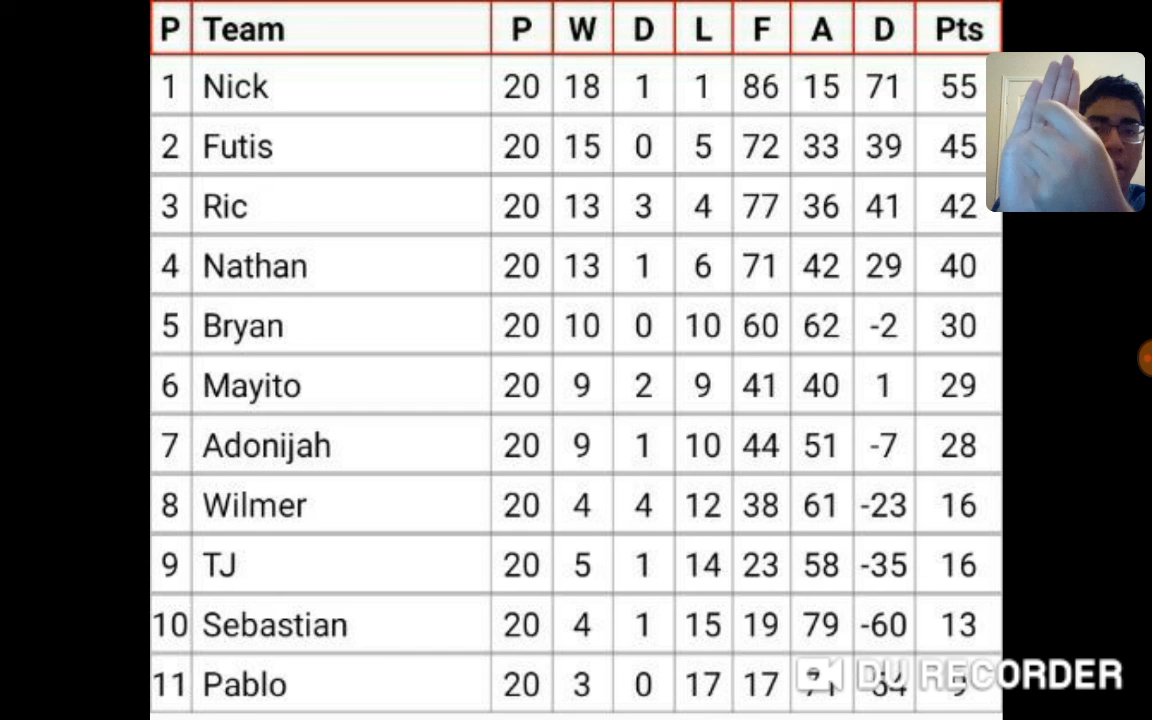 P Team P W D L F A D Pts
1 Nick 20 18 1 1 86 15 71 55
2 Futis 20 15 0 5 72 33 39 45
3 Ric 20 13 3 4 77 36 41 42
4 Nathan 20 13 1 6 71 42 29 40
5 Bryan 20 10 0 10 60 62 -2 30
6 Mayito 20 9 2 9 41 40 1 29
7 Adonijah 20 9 1 10 44 51 -7 28
8 Wilmer 20 4 4 12 38 61 -23 16
9 TJ 20 5 1 14 23 58 -35 16
10 Sebastian 20 4 1 15 19 79 -60 13
11 Pablo 20 3 0 17 17
DU RECORDER